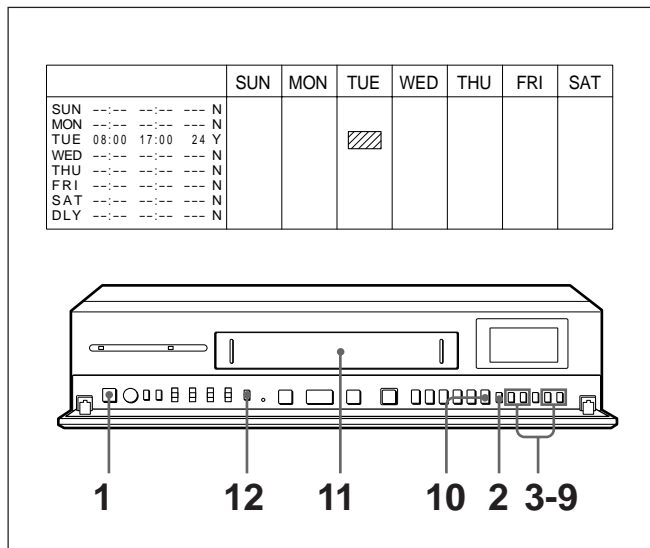 SUN MON TUE WED THU FRI SAT
SUN --:-- --:-- --- N
MON --:-- --:-- --- N
TUE 08:00 17:00 24 Y
WED --:-- --:-- --- N
THU --:-- --:-- --- N
FRI --:-- --:-- --- N
SAT --:-- --:-- --- N
DLY --:-- --:-- --- N
1 12 11 10 2 3-9